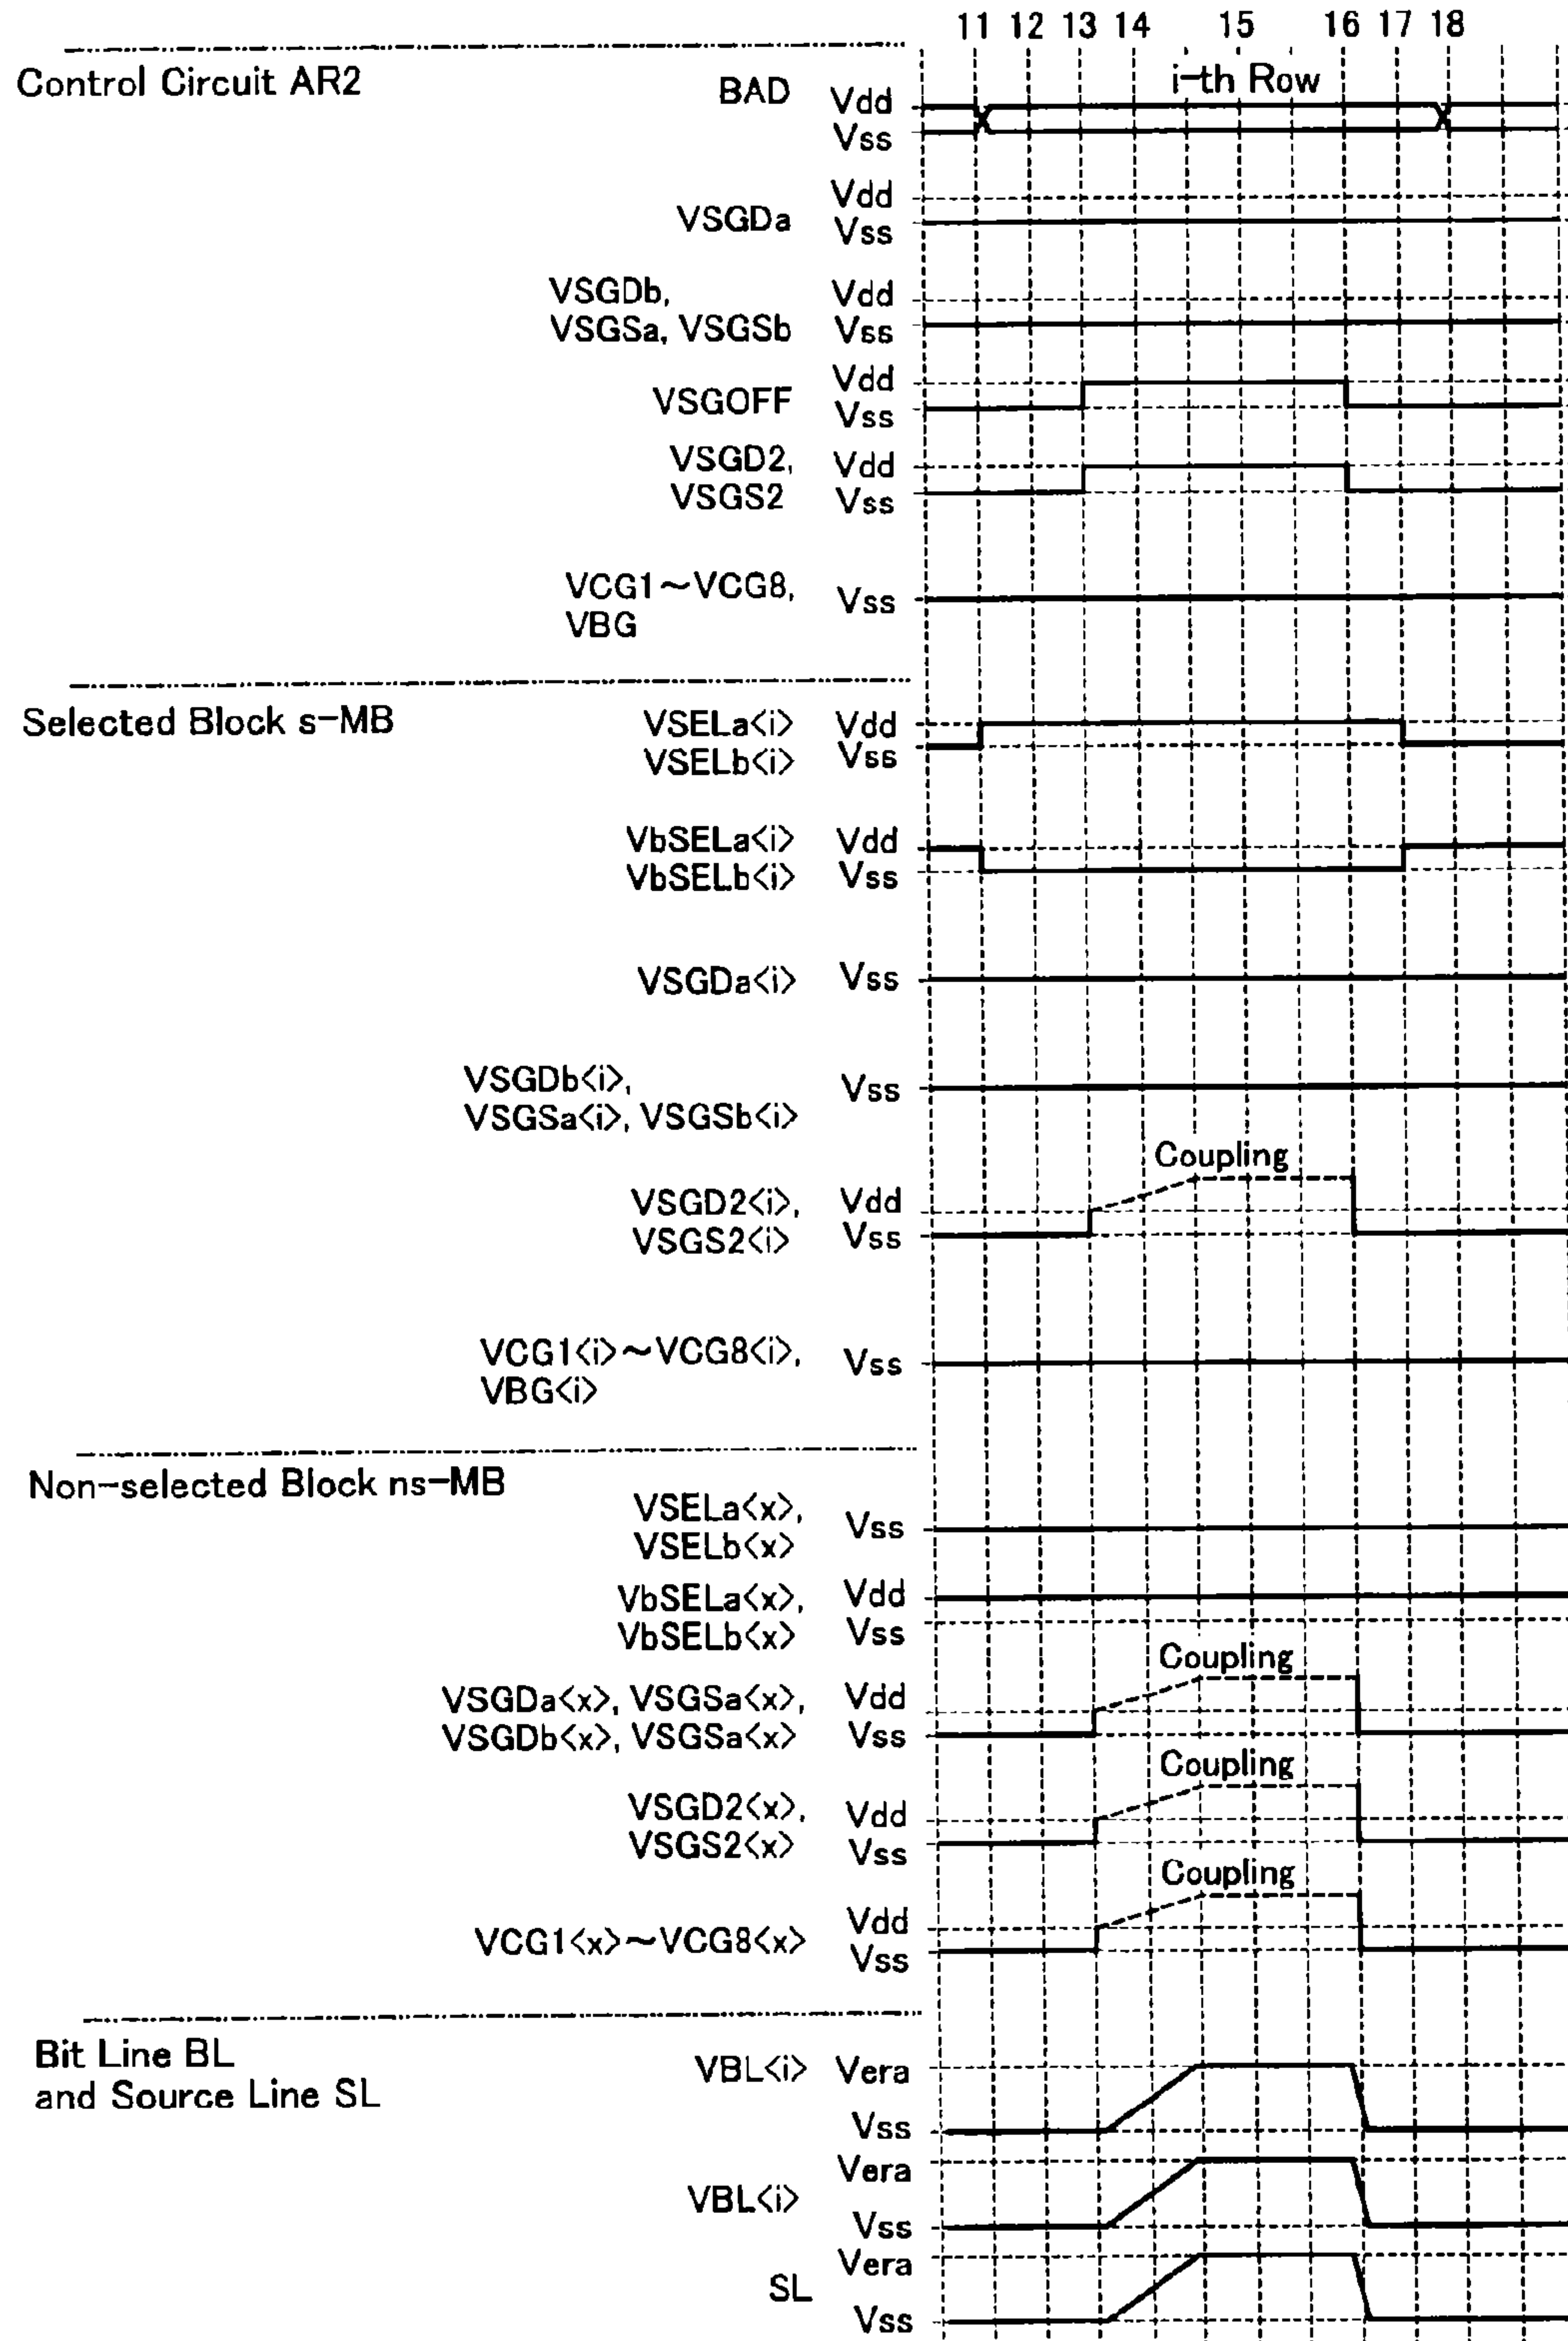 11 12 13 14 15 16 17 18
Control Circuit AR2
BAD Vdd i-th Row
Vss
Vdd
VSGDa Vss
VSGDb, Vdd
VSGSa, VSGSb Vss
Vdd
VSGOFF Vss
VSGD2, Vdd
VSGS2 Vss
VCG1~VCG8, Vss
VBG
Selected Block s-MB VSELa<i> Vdd
VSELb<i> Vss
VbSELa<i> Vdd
VbSELb<i> Vss
VSGDa<i> Vss
VSGDb<i>, Vss
VSGSa<i>, VSGSb<i>
Coupling
VSGD2<i>, Vdd
VSGS2<i> Vss
VCG1<i>~VCG8<i>, Vss
VBG<i>
Non-selected Block ns-MB
VSELa<x>, Vss
VSELb<x>
VbSELa<x>, Vdd
VbSELb<x> Vss
Coupling
VSGDa<x>, VSGSa<x>, Vdd
VSGDb<x>, VSGSa<x> Vss
Coupling
VSGD2<x>, Vdd
VSGS2<x> Vss
Coupling
Vdd
VCG1<x>~VCG8<x> Vss
Bit Line BL
and Source Line SL
VBL<i> Vera
Vss
Vera
VBL<i>
Vss
Vera
SL
Vss